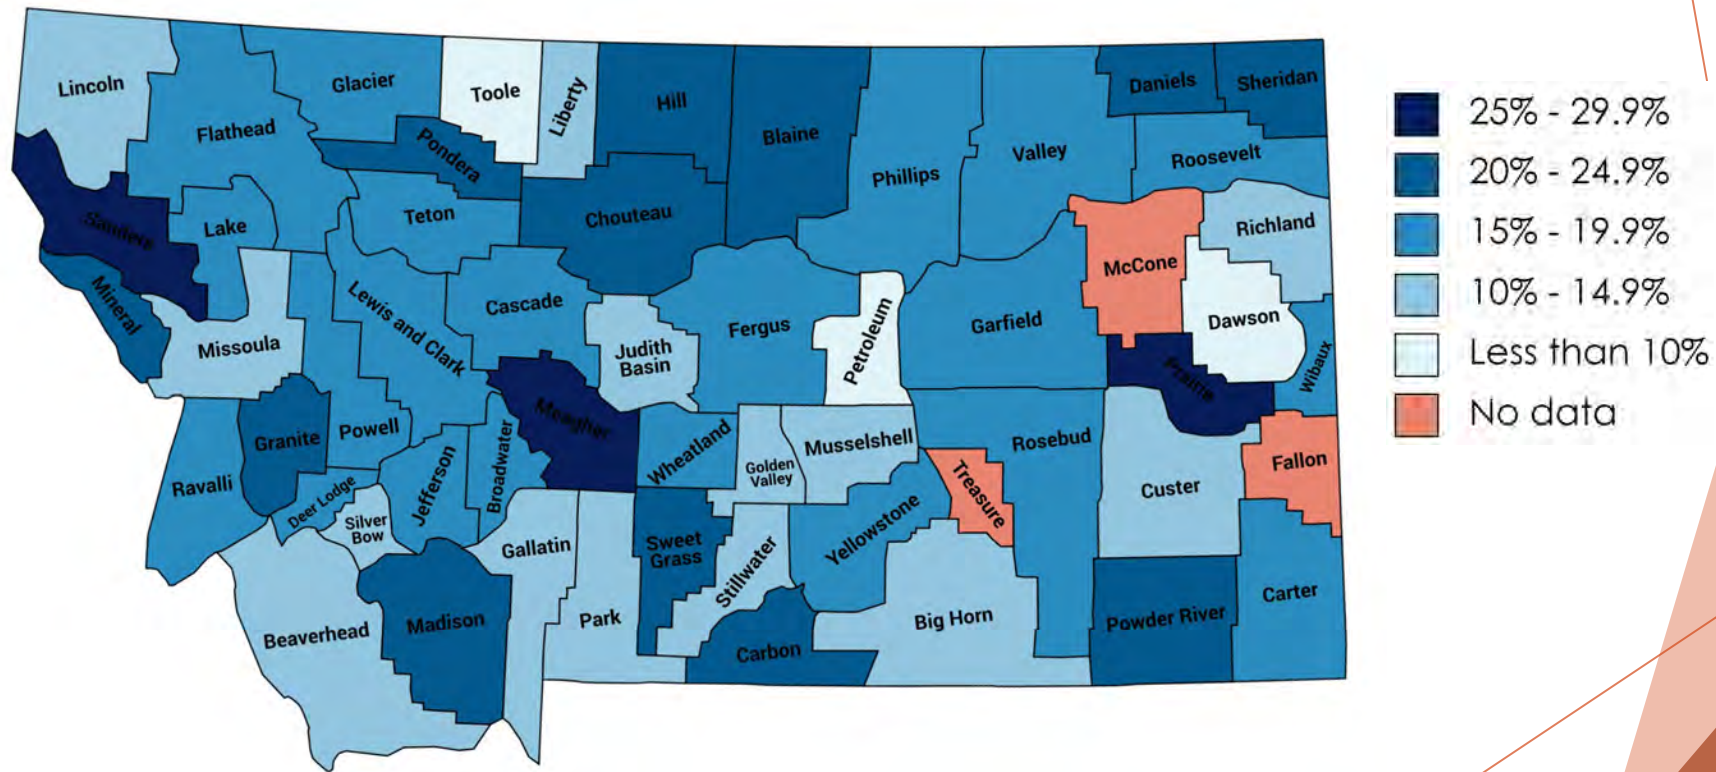 Lincoln
Flathead
Glacier
Toole
Liberty
Hill
Blaine
Phillips
Valley
Daniels
Sheridan
Roosevelt
Pondera
Teton
Chouteau
Lake
Sanders
Mineral
Missoula
Lewis and Clark
Cascade
Judith
Basin
Fergus
Petroleum
Garfield
McCone
Richland
Dawson
Wibaux
Prairie
Meagher
Powell
Granite
Ravalli
Deer Lodge
Silver
Bow
Jefferson
Broadwater
Wheatland
Golden
Valley
Musselshell
Rosebud
Treasure
Custer
Fallon
Yellowstone
Gallatin
Park
Sweet
Grass
Stillwater
Carbon
Big Horn
Powder River
Carter
Beaverhead
Madison
25% - 29.9%
20% - 24.9%
15% - 19.9%
10% - 14.9%
Less than 10%
No data